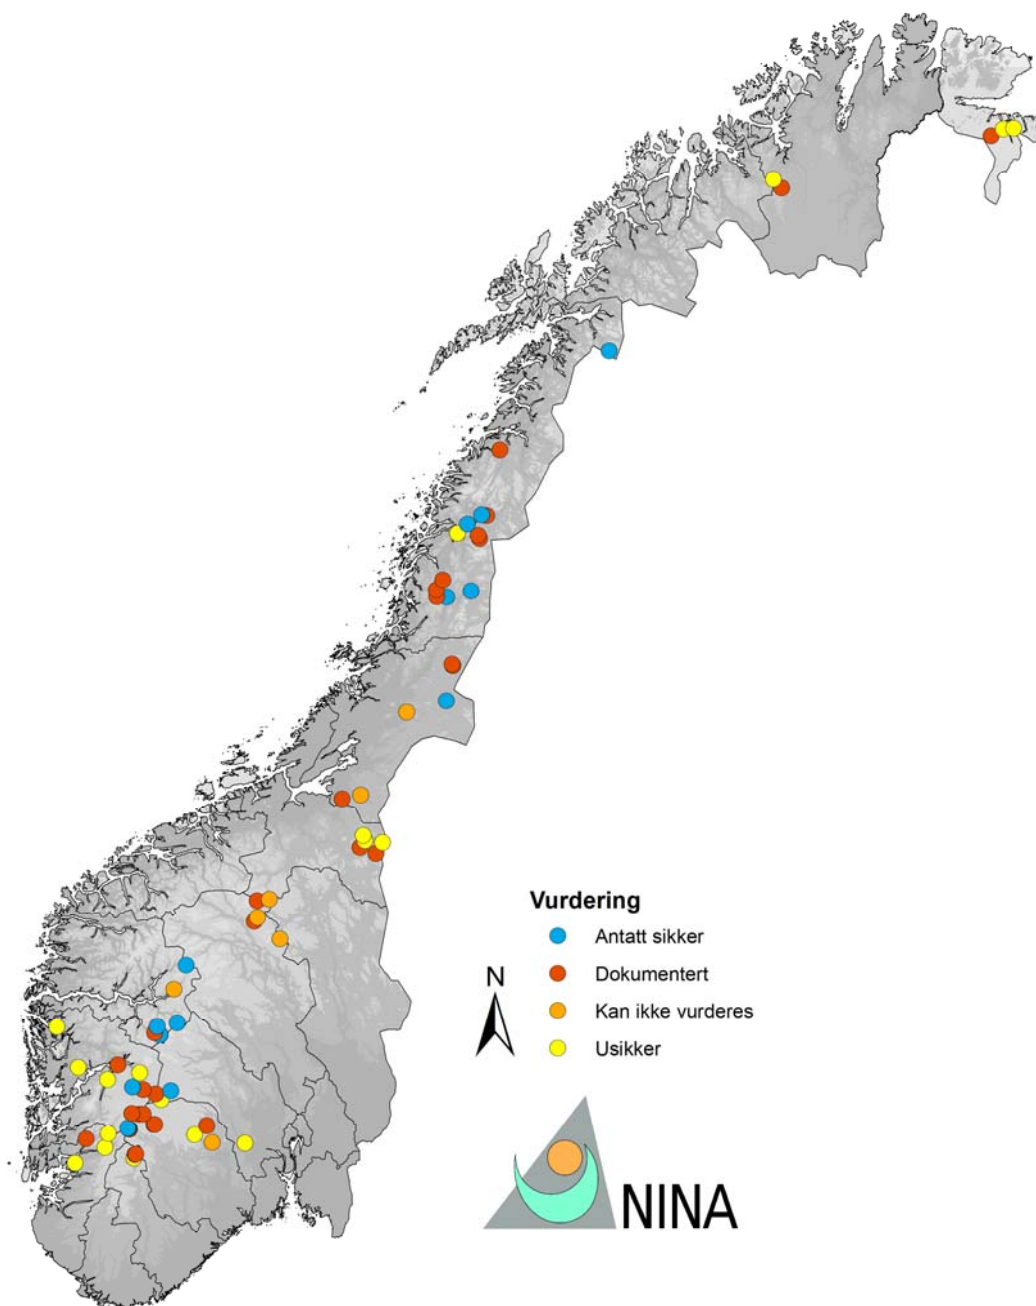 Vurdering
Antatt sikker
Dokumentert
Kan ikke vurderes
Usikker
N
NINA